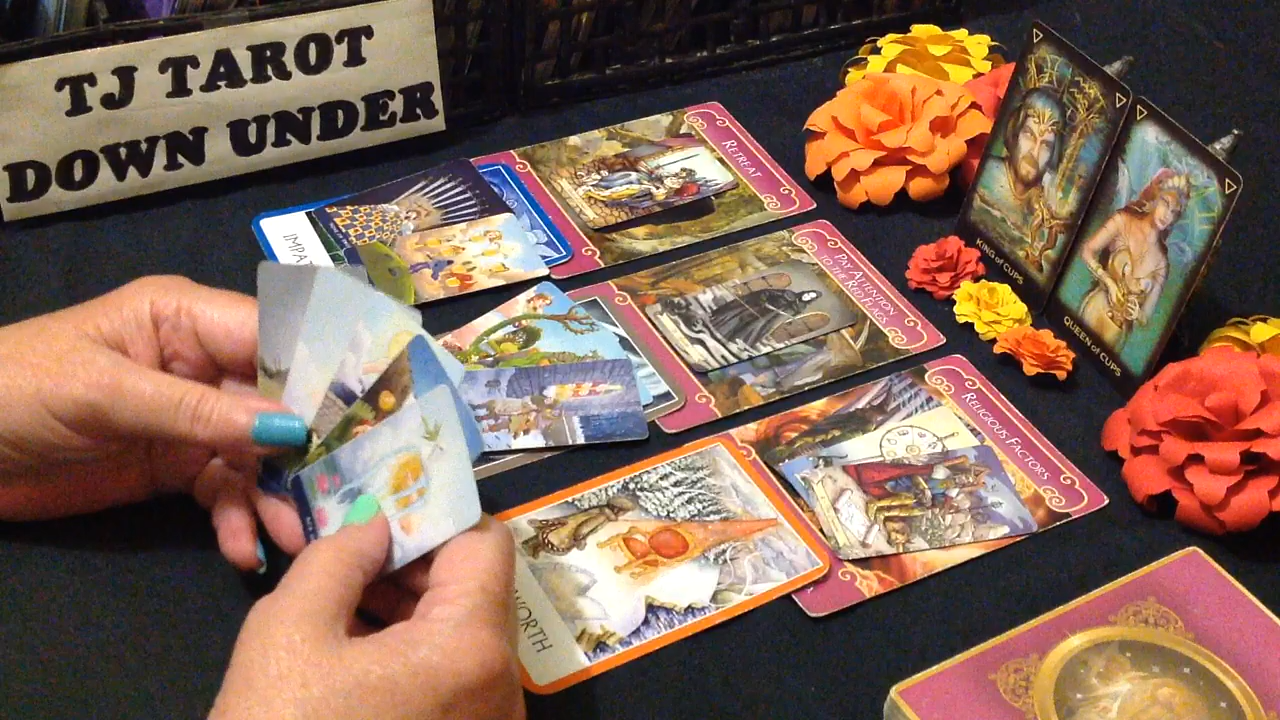 TJ TAROT
DOWN UNDER
IMPAT
RETREAT
PAY ATTENTION
TO THE RED FLAGS
RELIGIOUS FACTORS
WORTH
KING of CUPS
QUEEN of CUPS